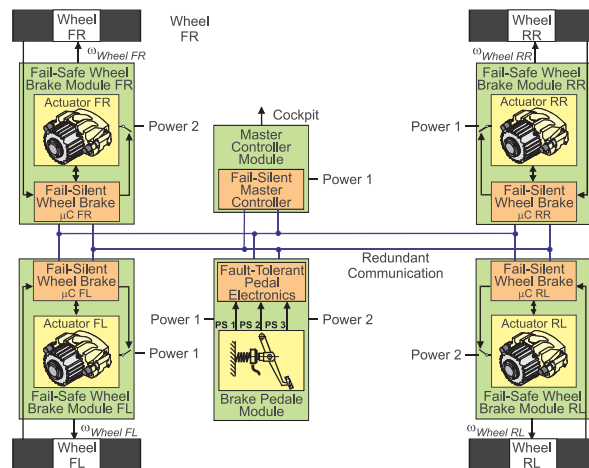 Wheel
FR
Wheel
FR
Wheel
RR
ωWheel FR
ωWheel RR
Fail-Safe Wheel
Brake Module FR
Actuator FR
Power 2
Fail-Silent
Wheel Brake
µC FR
Cockpit
Master
Controller
Module
Fail-Silent
Master
Controller
Power 1
Fail-Safe Wheel
Brake Module RR
Actuator RR
Power 1
Fail-Silent
Wheel Brake
µC RR
Redundant
Communication
Fail-Silent
Wheel Brake
µC FL
Actuator FL
Power 1
Fail-Safe Wheel
Brake Module FL
ωWheel FL
Wheel
FL
Fault-Tolerant
Pedal
Electronics
Power 1
PS 1 PS 2 PS 3
Power 2
Brake Pedale
Module
Fail-Silent
Wheel Brake
µC RL
Actuator RL
Power 2
Fail-Safe Wheel
Brake Module RL
ωWheel RL
Wheel
RL